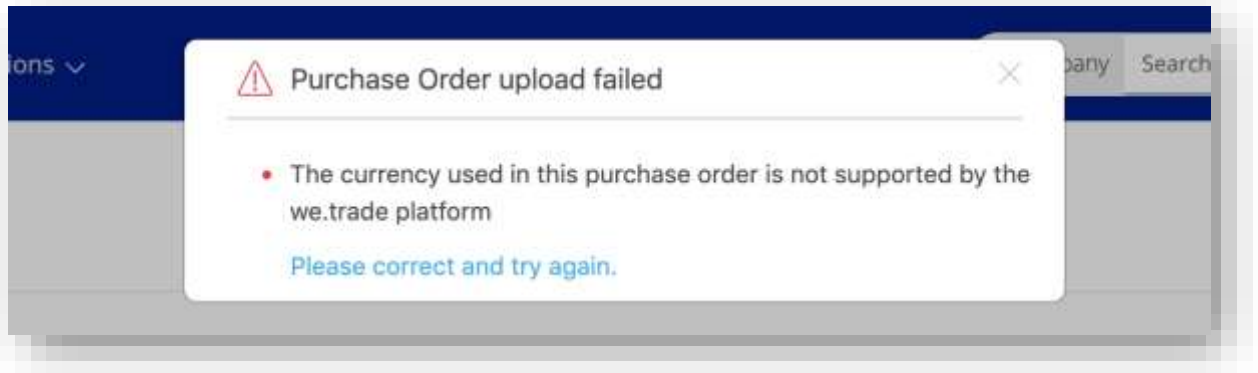 ions
Search
Purchase Order upload failed
The currency used in this purchase order is not supported by the
we.trade platform
Please correct and try again.